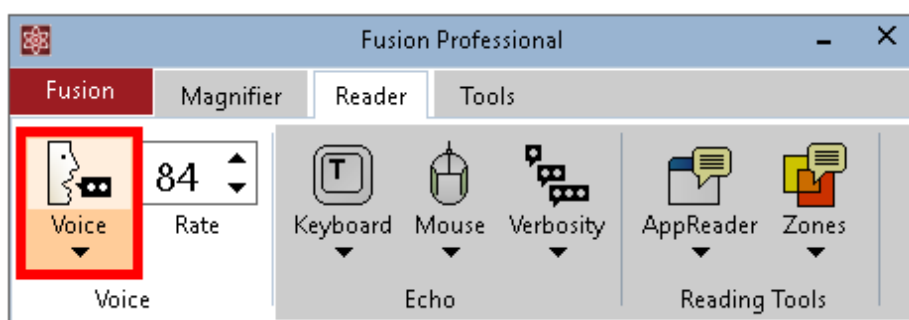 Fusion Professional
Fusion Magnifier Reader Tools
84
T
Voice Rate Keyboard Mouse Verbosity AppReader Zones
Voice Echo Reading Tools